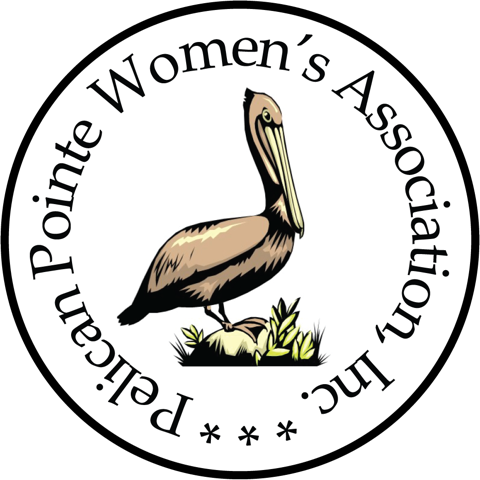 Pelican Pointe Women's Association, Inc.
***